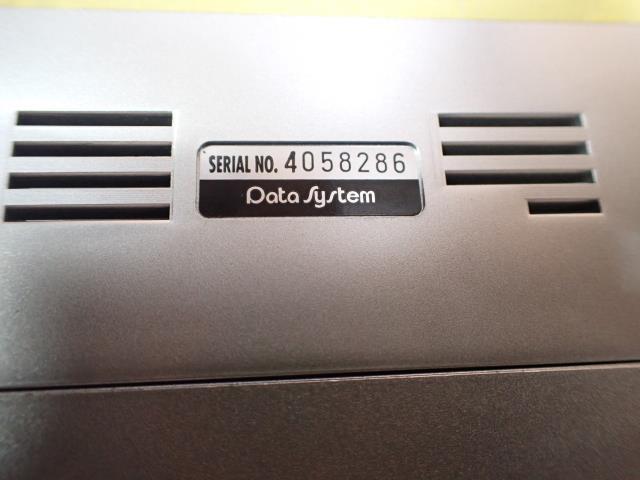 SERIAL NO. 4058286
Data System